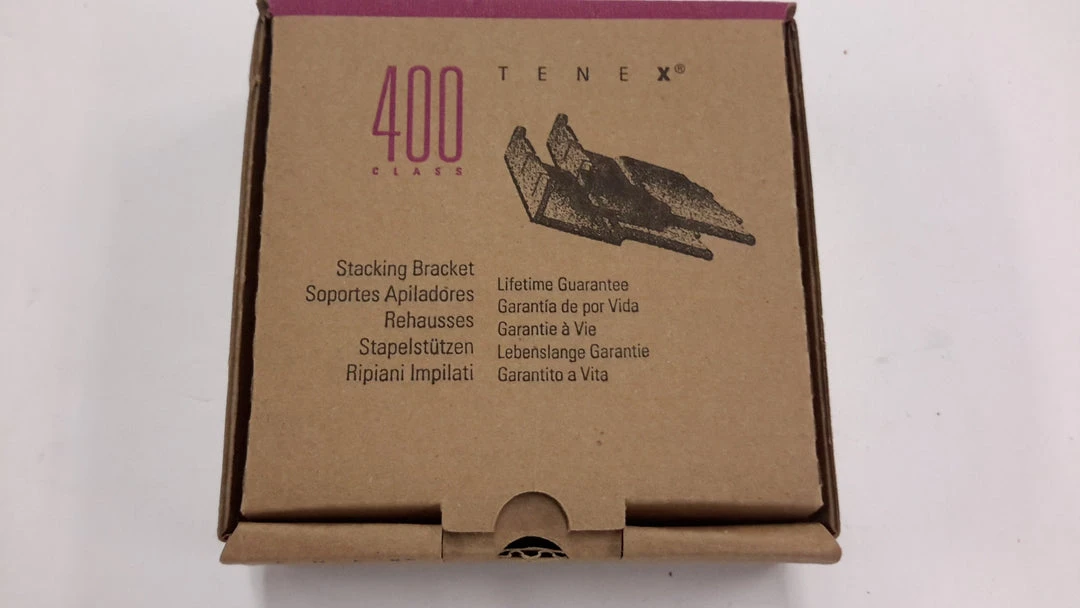 400
CLASS
TENEX®
Stacking Bracket
Soportes Apiladores
Rehausses
Stapelstützen
Ripiani Impilati
Lifetime Guarantee
Garantía de por Vida
Garantie à Vie
Lebenslange Garantie
Garantito a Vita